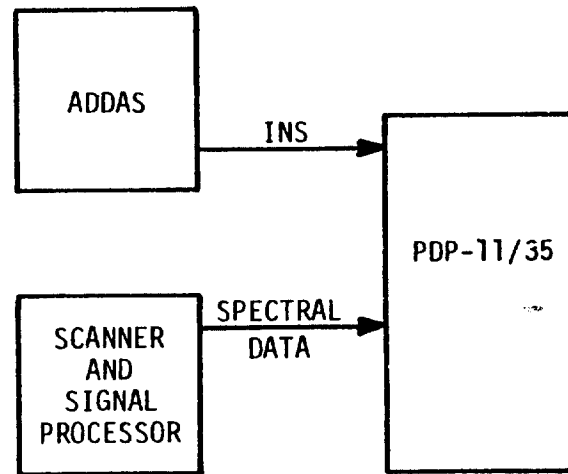 ADDAS
INS
PDP-11/35
SPECTRAL
DATA
SCANNER
AND
SIGNAL
PROCESSOR